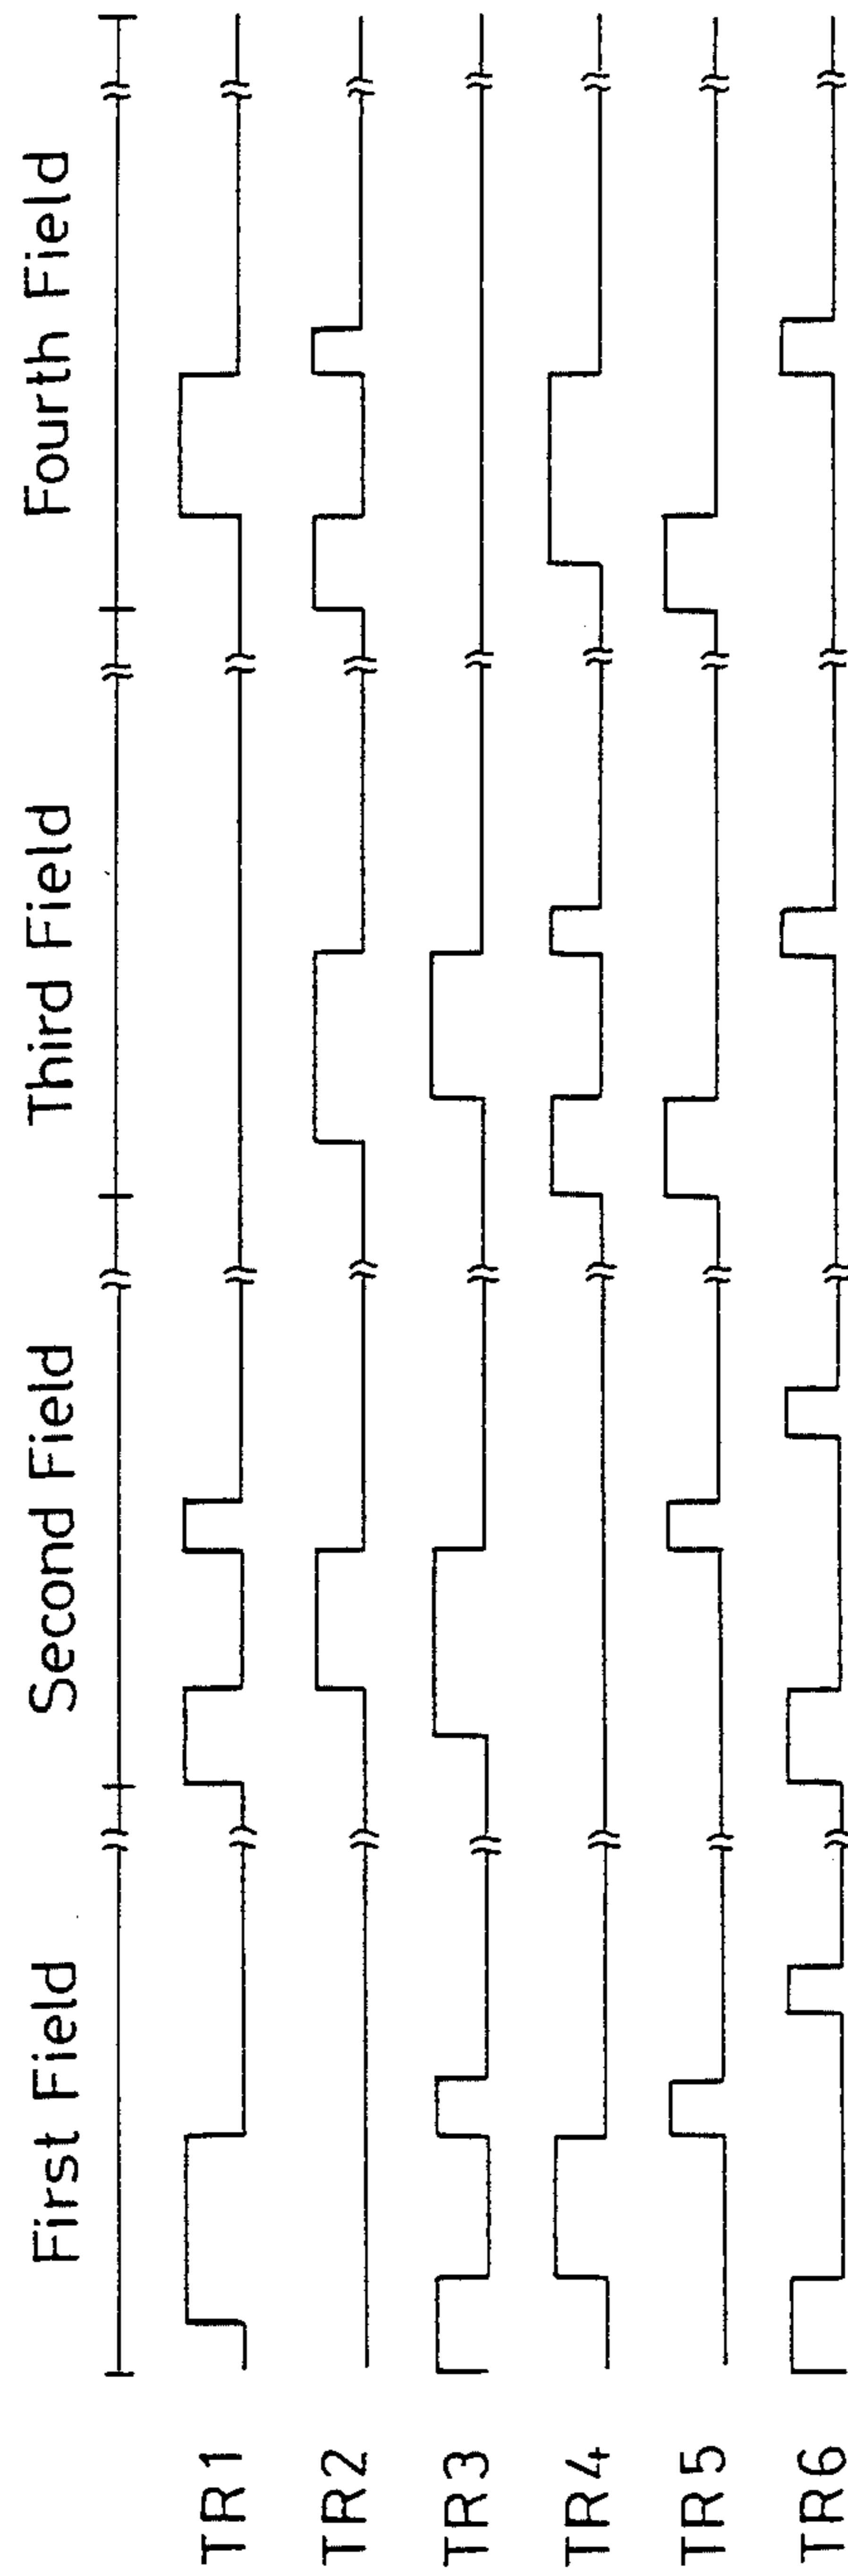 First Field Second Field Third Field Fourth Field
TR1
TR2
TR3
TR4
TR5
TR6